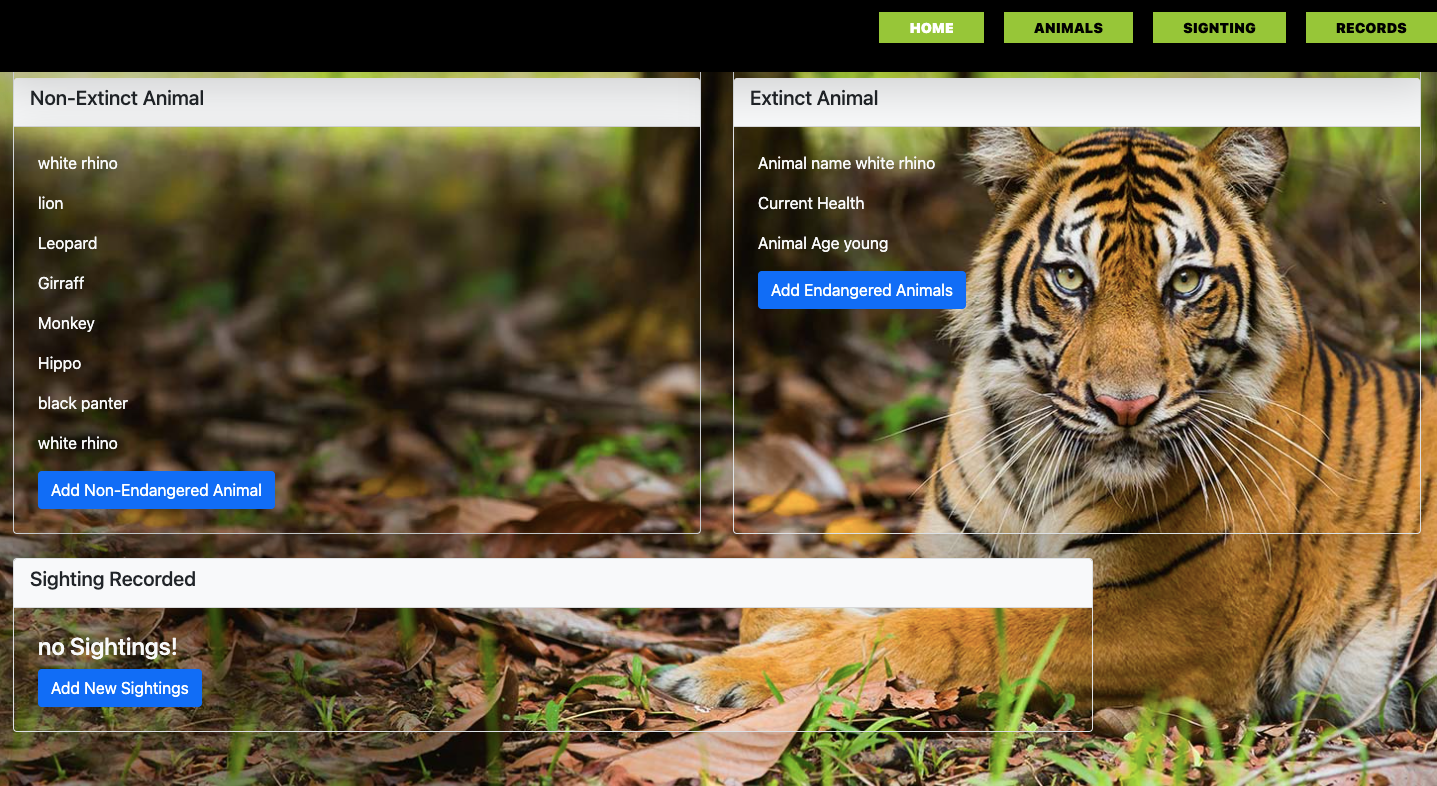 HOME
ANIMALS
SIGNTING
RECORDS
Non-Extinct Animal
white rhino
lion
Leopard
Girraff
Monkey
Hippo
black panter
white rhino
Add Non-Endangered Animal
Extinct Animal
Animal name white rhino
Current Health
Animal Age young
Add Endangered Animals
Sighting Recorded
no Sightings!
Add New Sightings